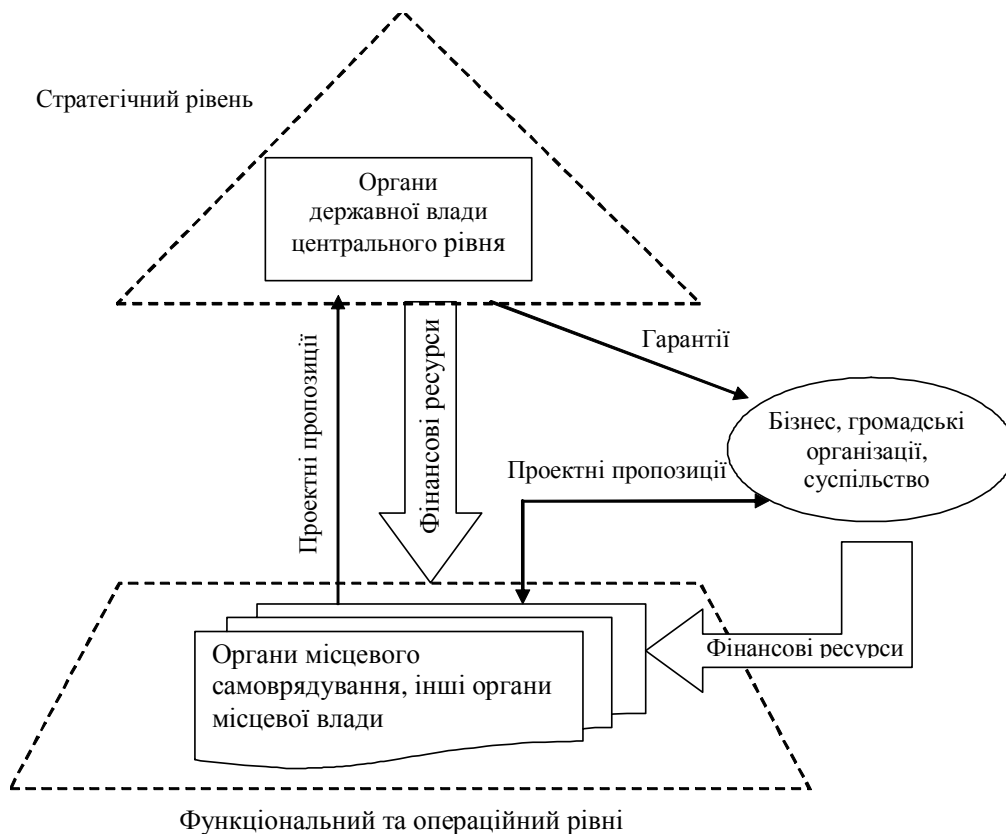 Стратегічний рівень
Органи
державної влади
центрального рівня
Проектні пропозиції
Фінансові ресурси
Гарантії
Бізнес, громадські
організації,
суспільство
Проектні пропозиції
Фінансові ресурси
Органи місцевого
самоврядування, інші органи
місцевої влади
Функціональний та операційний рівні